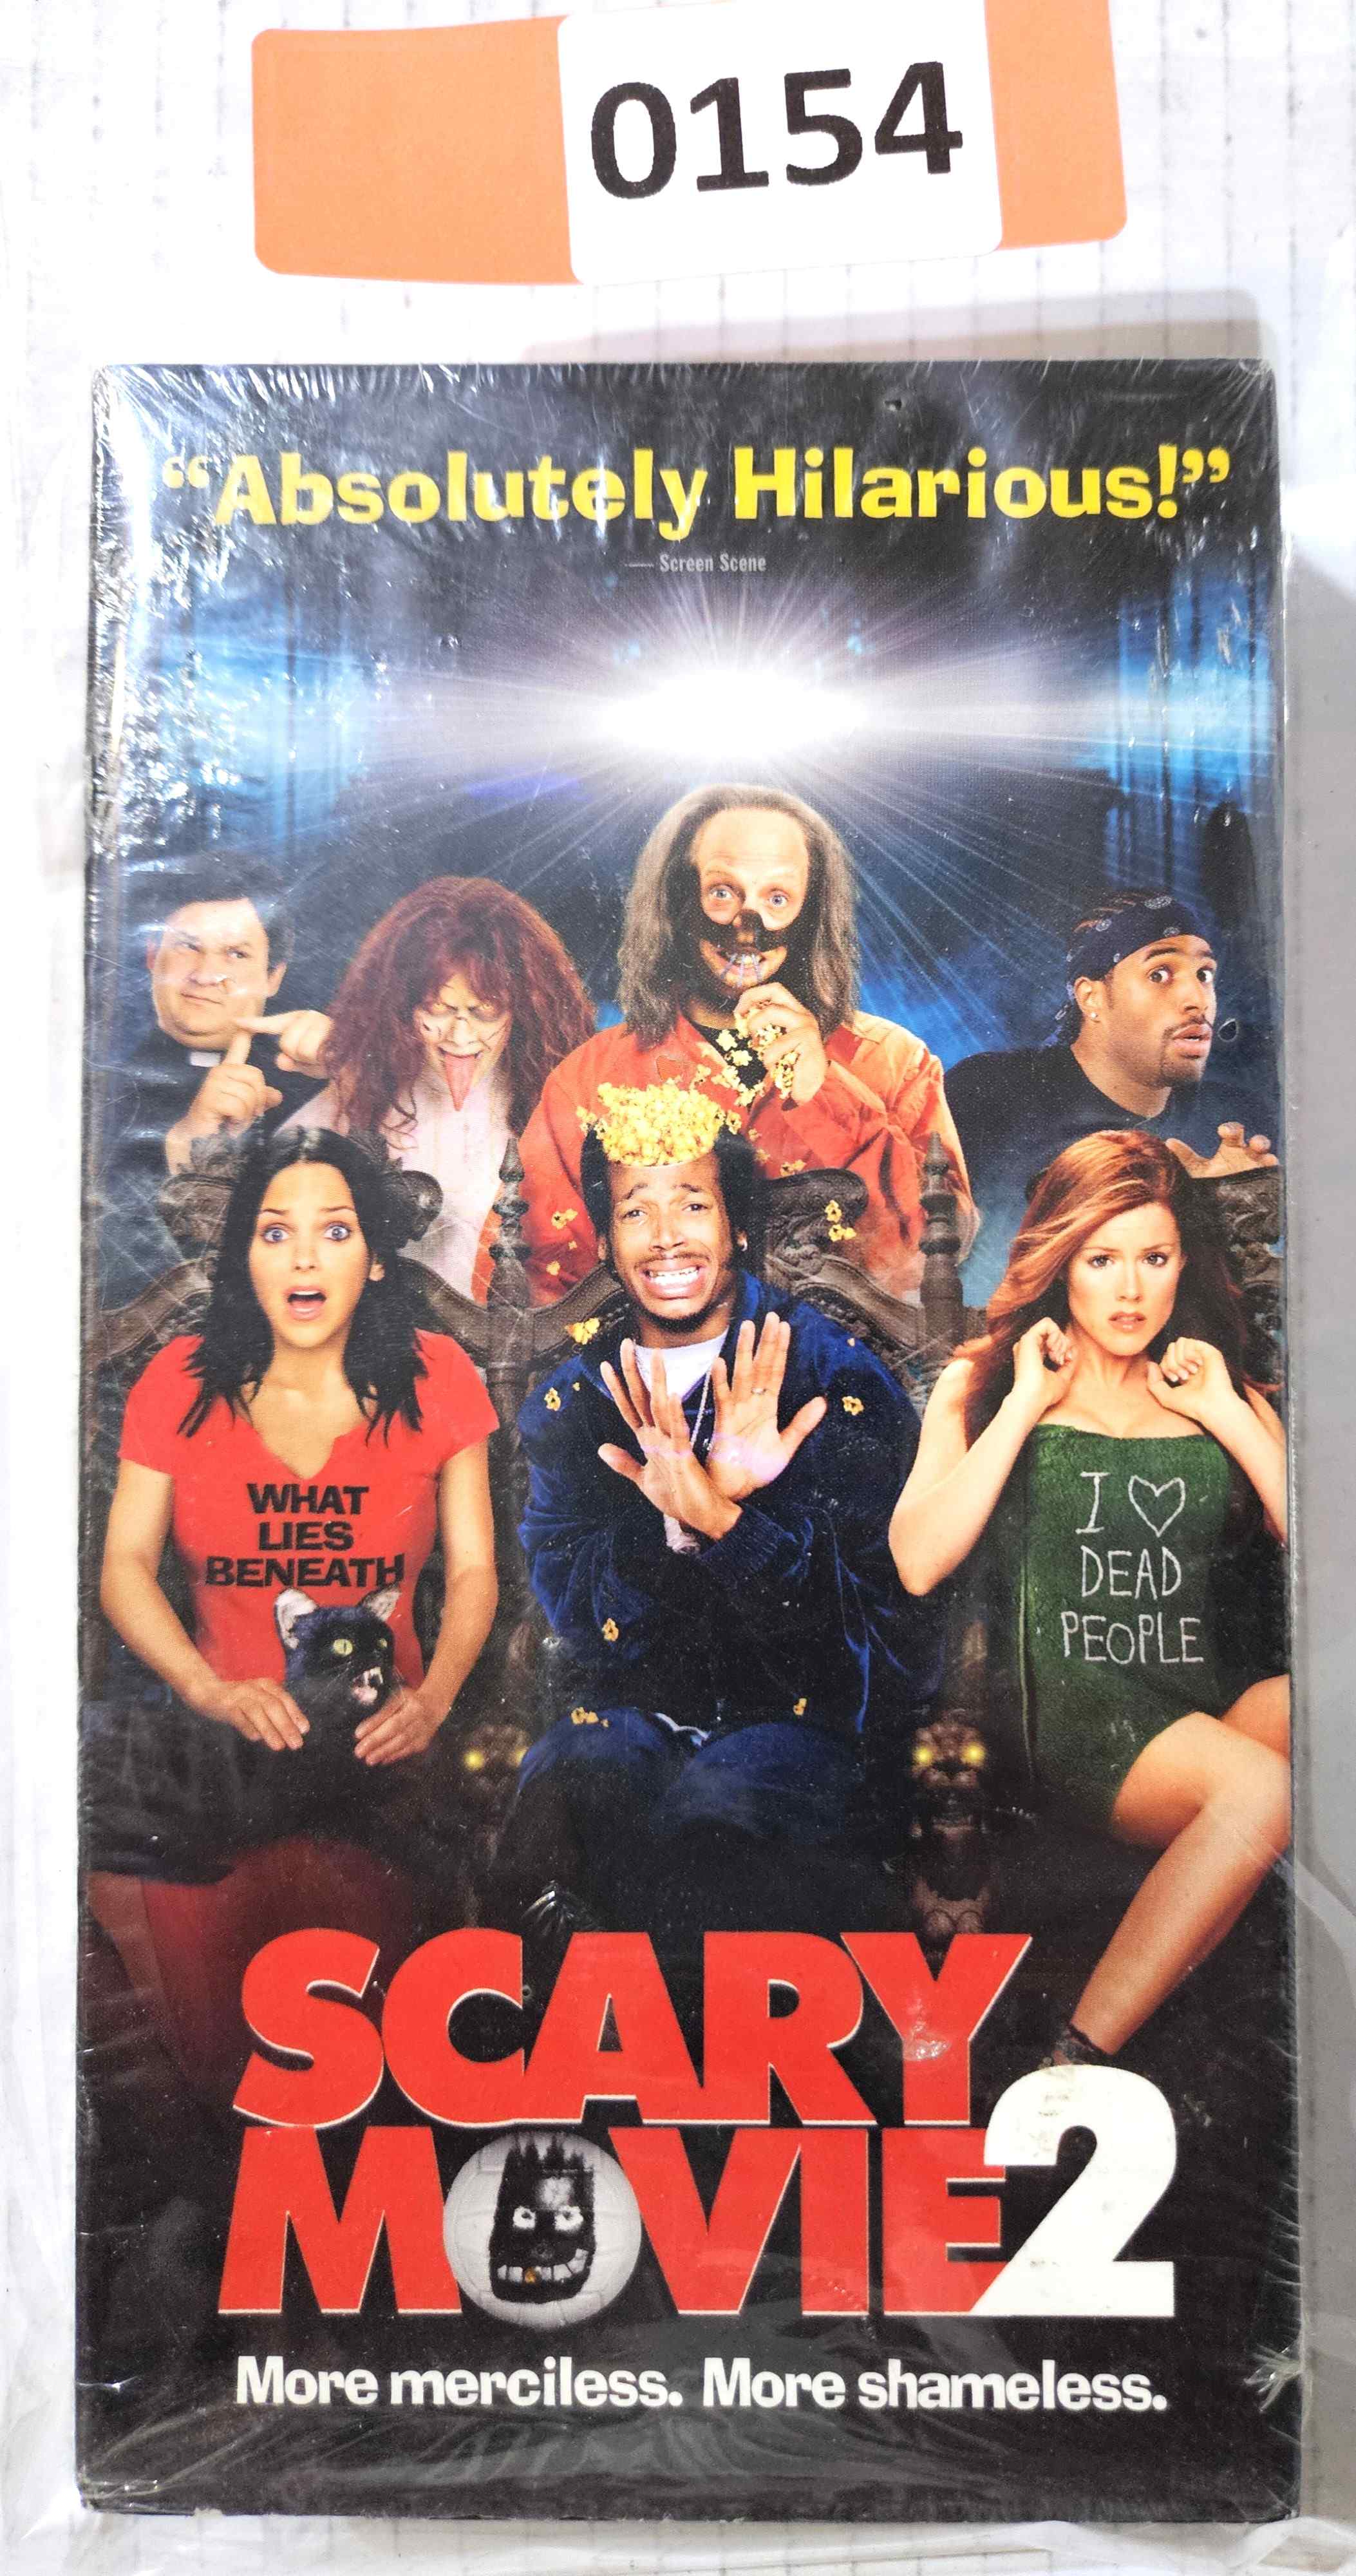 0154
“Absolutely Hilarious!”
— Screen Scene
WHAT
LIES
BENEATH
I ♡
DEAD
PEOPLE
SCARY
MOVIE 2
More merciless. More shameless.